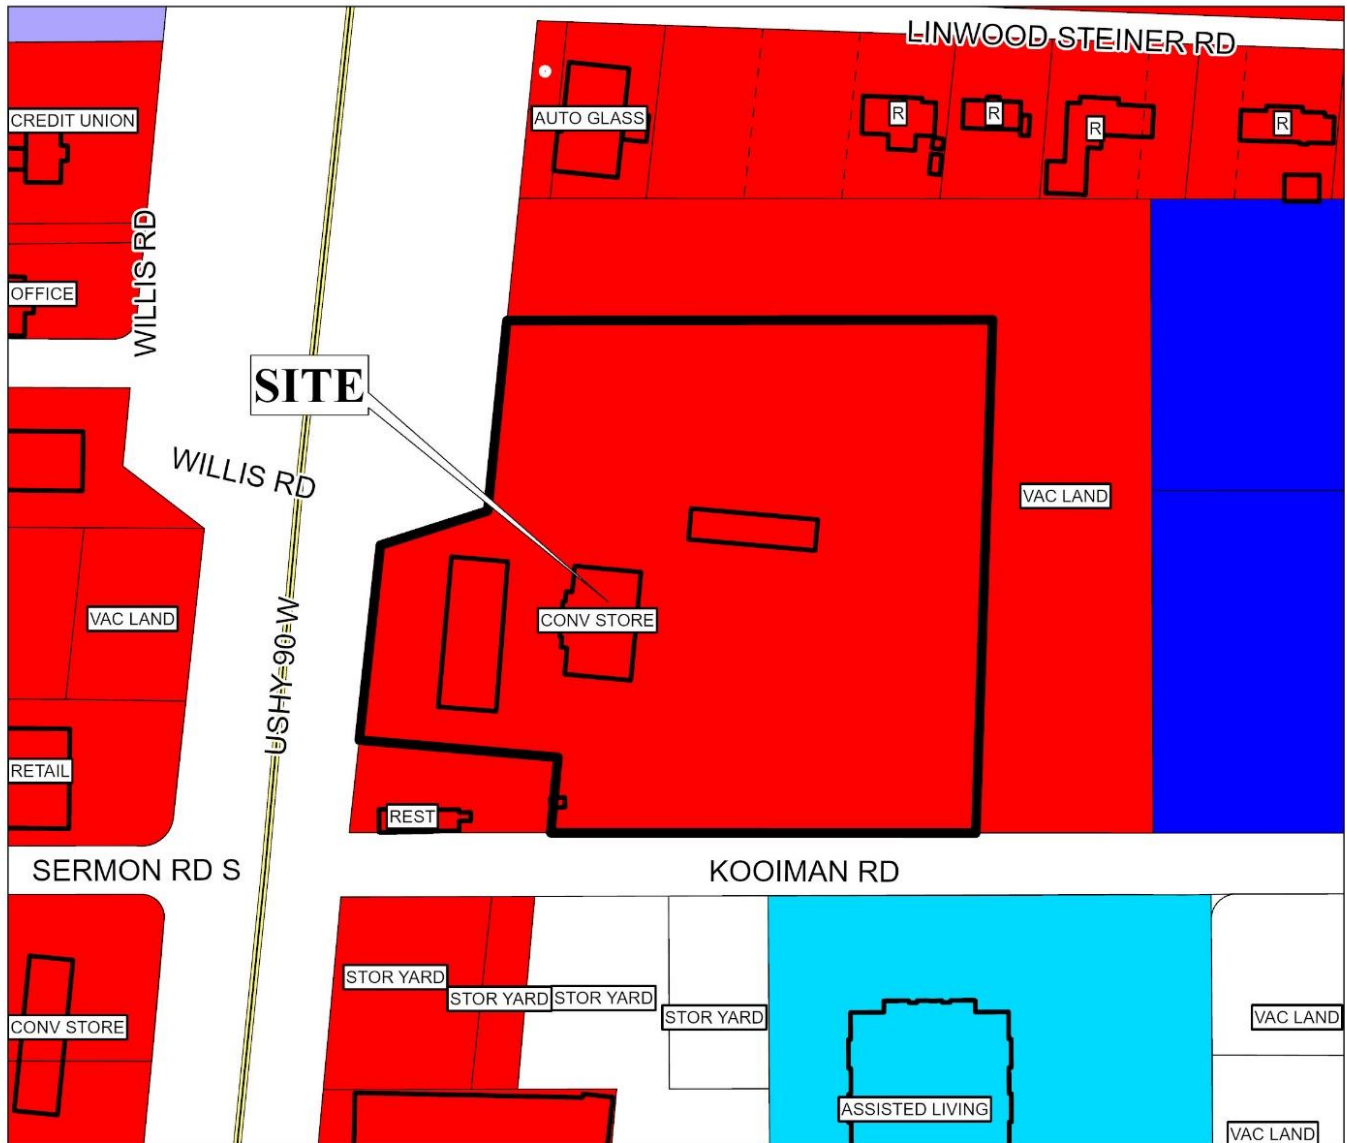 LINWOOD STEINER RD
CREDIT UNION
AUTO GLASS
R
R
R
R
WILLIS RD
OFFICE
SITE
WILLIS RD
VAC LAND
VAC LAND
CONV STORE
USHY 90 W
RETAIL
REST
SERMON RD S
KOOIMAN RD
STOR YARD
STOR YARD
STOR YARD
STOR YARD
VAC LAND
CONV STORE
ASSISTED LIVING
VAC LAND